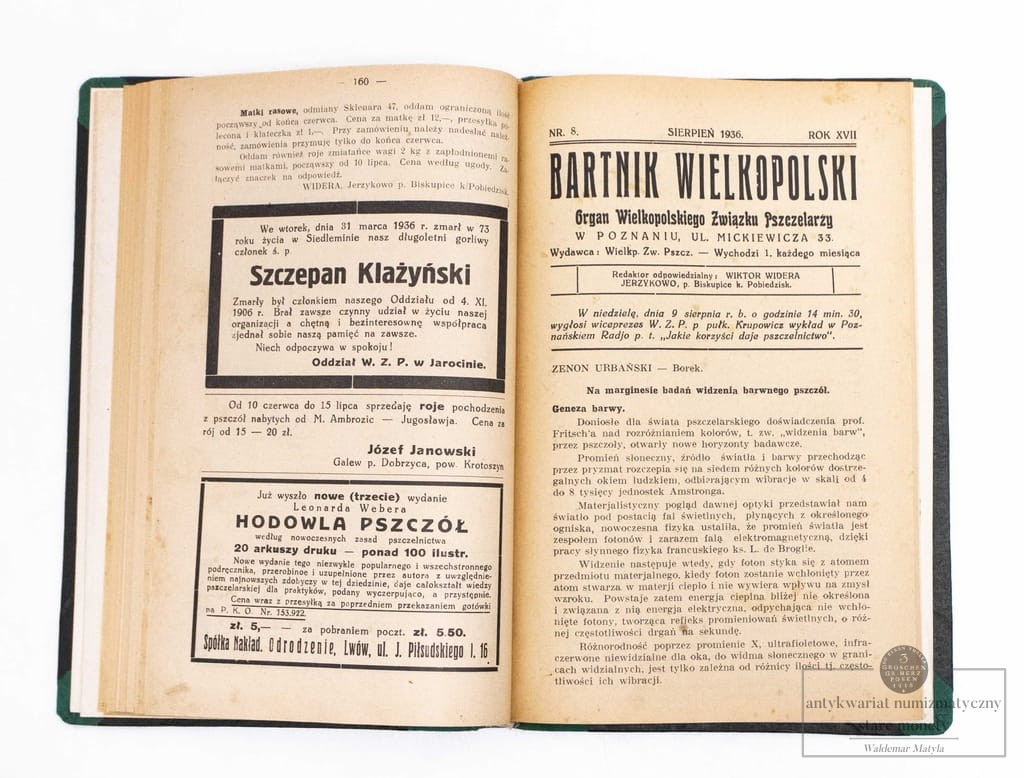 — 160 —
Matki rasowe, odmiany Sklenara 47, oddam ograniczoną ilość
począwszy od końca czerwca. Cena za matkę zł 12,—, przesyłka po-
lecona i klateczka zł 1,—. Przy zamówieniu należy nadesłać należ-
ność, zamówienia przymuję tylko do końca czerwca.
Oddam również roje zmiatańce wagi 2 kg z zapłodnionemi ra-
sowemi matkami, począwszy od 10 lipca. Cena według ugody. Za-
łączyć znaczek na odpowiedź.
WIDERA, Jerzykowo p. Biskupice k/Pobiedzisk.
We wtorek, dnia 31 marca 1936 r. zmarł w 73
roku życia w Siedleminie nasz długoletni gorliwy
członek ś. p.
Szczepan Klażyński
Zmarły był członkiem naszego Oddziału od 4. XI.
1906 r. Brał zawsze czynny udział w życiu naszej
organizacji a chętną i bezinteresowną współpracą
zjednał sobie naszą pamięć na zawsze.
Niech odpoczywa w spokoju!
Oddział W. Z. P. w Jarocinie.
Od 10 czerwca do 15 lipca sprzedaję roje pochodzenia
z pszczół nabytych od M. Ambrozic — Jugosławja. Cena za
rój od 15 — 20 zł.
Józef Janowski
Galew p. Dobrzyca, pow. Krotoszyn
Już wyszło nowe (trzecie) wydanie
Leonarda Webera
HODOWLA PSZCZÓŁ
według nowoczesnych zasad pszczelnictwa
20 arkuszy druku — ponad 100 ilustr.
Nowe wydanie tego niezwykle popularnego i wszechstronnego
podręcznika, przerobione i uzupełnione przez autora z uwzględnie-
niem najnowszych zdobyczy w tej dziedzinie, daje całokształt wiedzy
pszczelarskiej dla praktyków, podany wyczerpująco, a przystępnie.
Cena wraz z przesyłką za poprzedniem przekazaniem gotówki
na P. K. O. Nr. 153.922.
zł. 5,— — za pobraniem poczt. zł. 5.50.
Spółka Nakład. Odrodzenie, Lwów, ul. J. Piłsudskiego l. 16
NR. 8. SIERPIEŃ 1936. ROK XVII
BARTNIK WIELKOPOLSKI
Organ Wielkopolskiego Związku Pszczelarzy
W POZNANIU, UL. MICKIEWICZA 33.
Wydawca: Wielkp. Zw. Pszcz. — Wychodzi 1. każdego miesiąca
Redaktor odpowiedzialny: WIKTOR WIDERA
JERZYKOWO, p. Biskupice k. Pobiedzisk.
W niedzielę, dnia 9 sierpnia r. b. o godzinie 14 min. 30,
wygłosi wiceprezes W. Z. P. p pułk. Krupowicz wykład w Poz-
nańskiem Radjo p. t. „Jakie korzyści daje pszczelnictwo".
ZENON URBAŃSKI — Borek.
Na marginesie badań widzenia barwnego pszczół.
Geneza barwy.
Doniosłe dla świata pszczelarskiego doświadczenia prof.
Fritsch'a nad rozróżnianiem kolorów, t. zw. „widzenia barw",
przez pszczoły, otwarły nowe horyzonty badawcze.
Promień słoneczny, źródło światła i barwy przechodząc
przez pryzmat rozczepia się na siedem różnych kolorów dostrze-
galnych okiem ludzkiem, odbierającym wibracje w skali od 4
do 8 tysięcy jednostek Amstronga.
Materjalistyczny pogląd dawnej optyki przedstawiał nam
światło pod postacią fal świetlnych, płynących z określonego
ogniska, nowoczesna fizyka ustaliła, że promień światła jest
zespołem fotonów i zarazem falą elektromagnetyczną, dzięki
pracy słynnego fizyka francuskiego ks. L. de Broglie.
Widzenie następuje wtedy, gdy foton styka się z atomem
przedmiotu materjalnego, kiedy foton zostanie wchłonięty przez
atom stwarza w materji ciepło i nie wywiera wpływu na zmysł
wzroku. Powstaje zatem energja cieplna bliżej nie określona
i związana z nią energja elektryczna, odpychająca nie wchło-
nięte fotony, tworząca refleks promieniowań świetlnych, o róż-
nej częstotliwości drgań na sekundę.
Różnorodność poprzez promienie X, ultrafioletowe, infra-
czerwone niewidzialne dla oka, do widma słonecznego w grani-
cach widzialnych, jest tylko zależna od różnicy ilości tj. często-
tliwości ich wibracji.
3
GROSCHEN
GR. HERZ
POSEN
1816
antykwariat numizmatyczny
stare monety
Waldemar Matyla